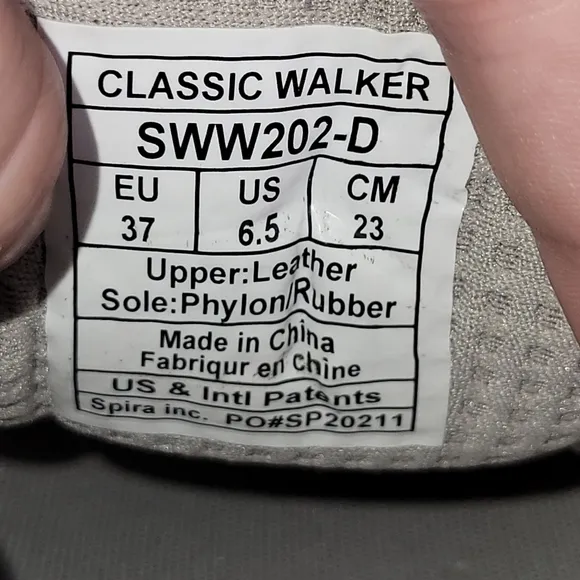 CLASSIC WALKER
SWW202-D
EU US CM
37 6.5 23
Upper:Leather
Sole:Phylon/Rubber
Made in China
Fabriqur en Chine
US & Intl Patents
Spira inc. PO#SP20211